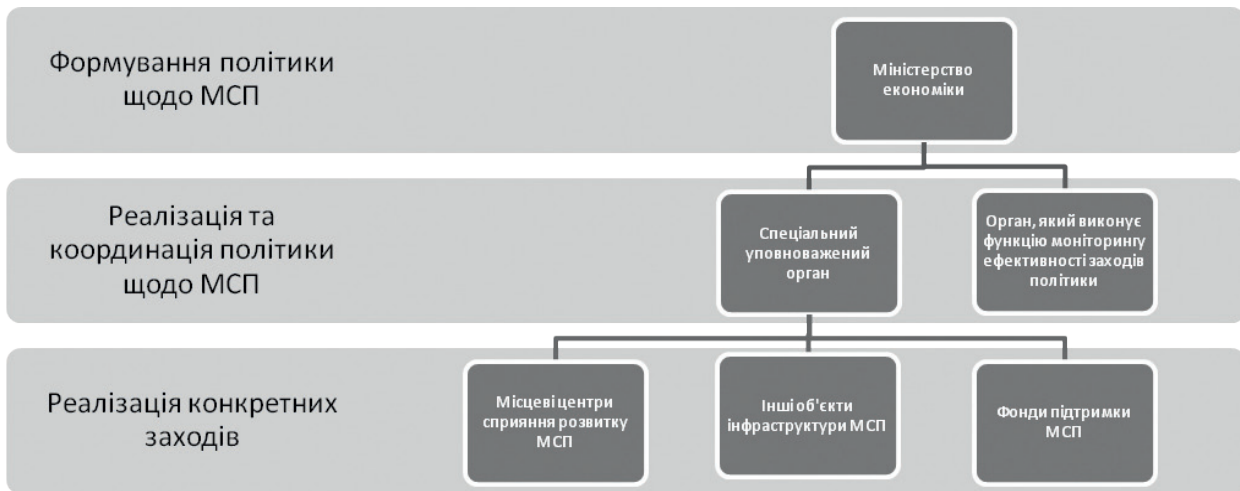 Формування політики
щодо МСП
Міністерство
економіки
Реалізація та
координація політики
щодо МСП
Спеціальний
уповноважений
орган
Орган, який виконує
функцію моніторингу
ефективності заходів
політики
Реалізація конкретних
заходів
Місцеві центри
сприяння розвитку
МСП
Інші об'єкти
інфраструктури МСП
Фонди підтримки
МСП